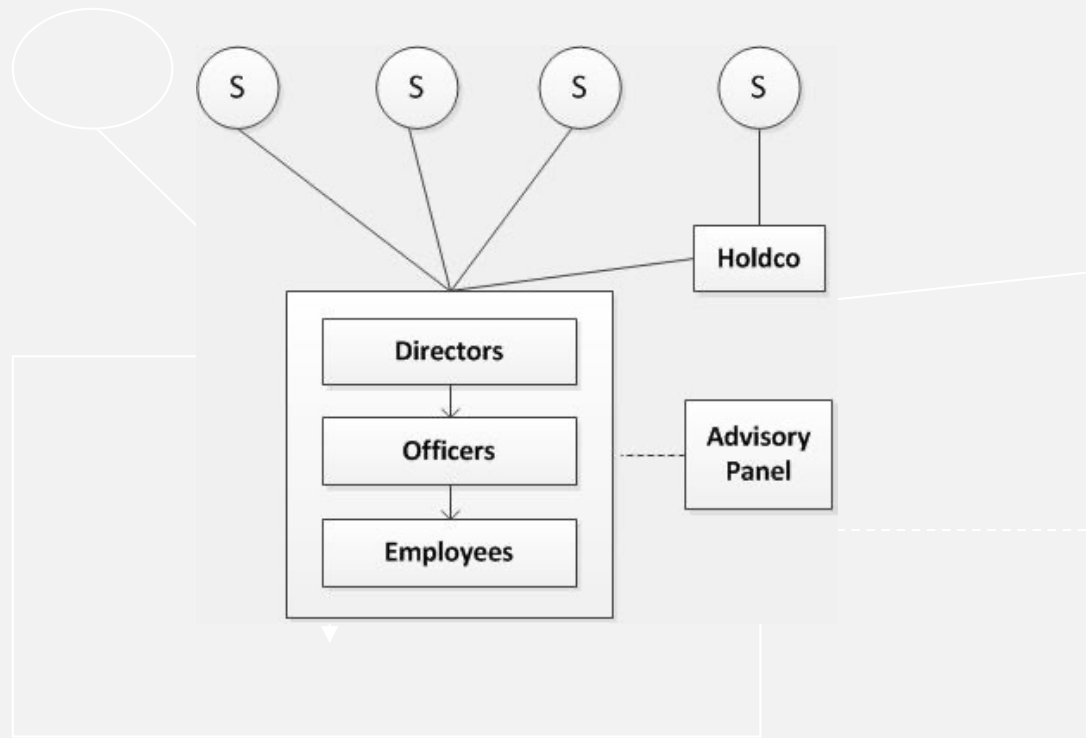 S
S
S
S
Holdco
Directors
Officers
Advisory
Panel
Employees